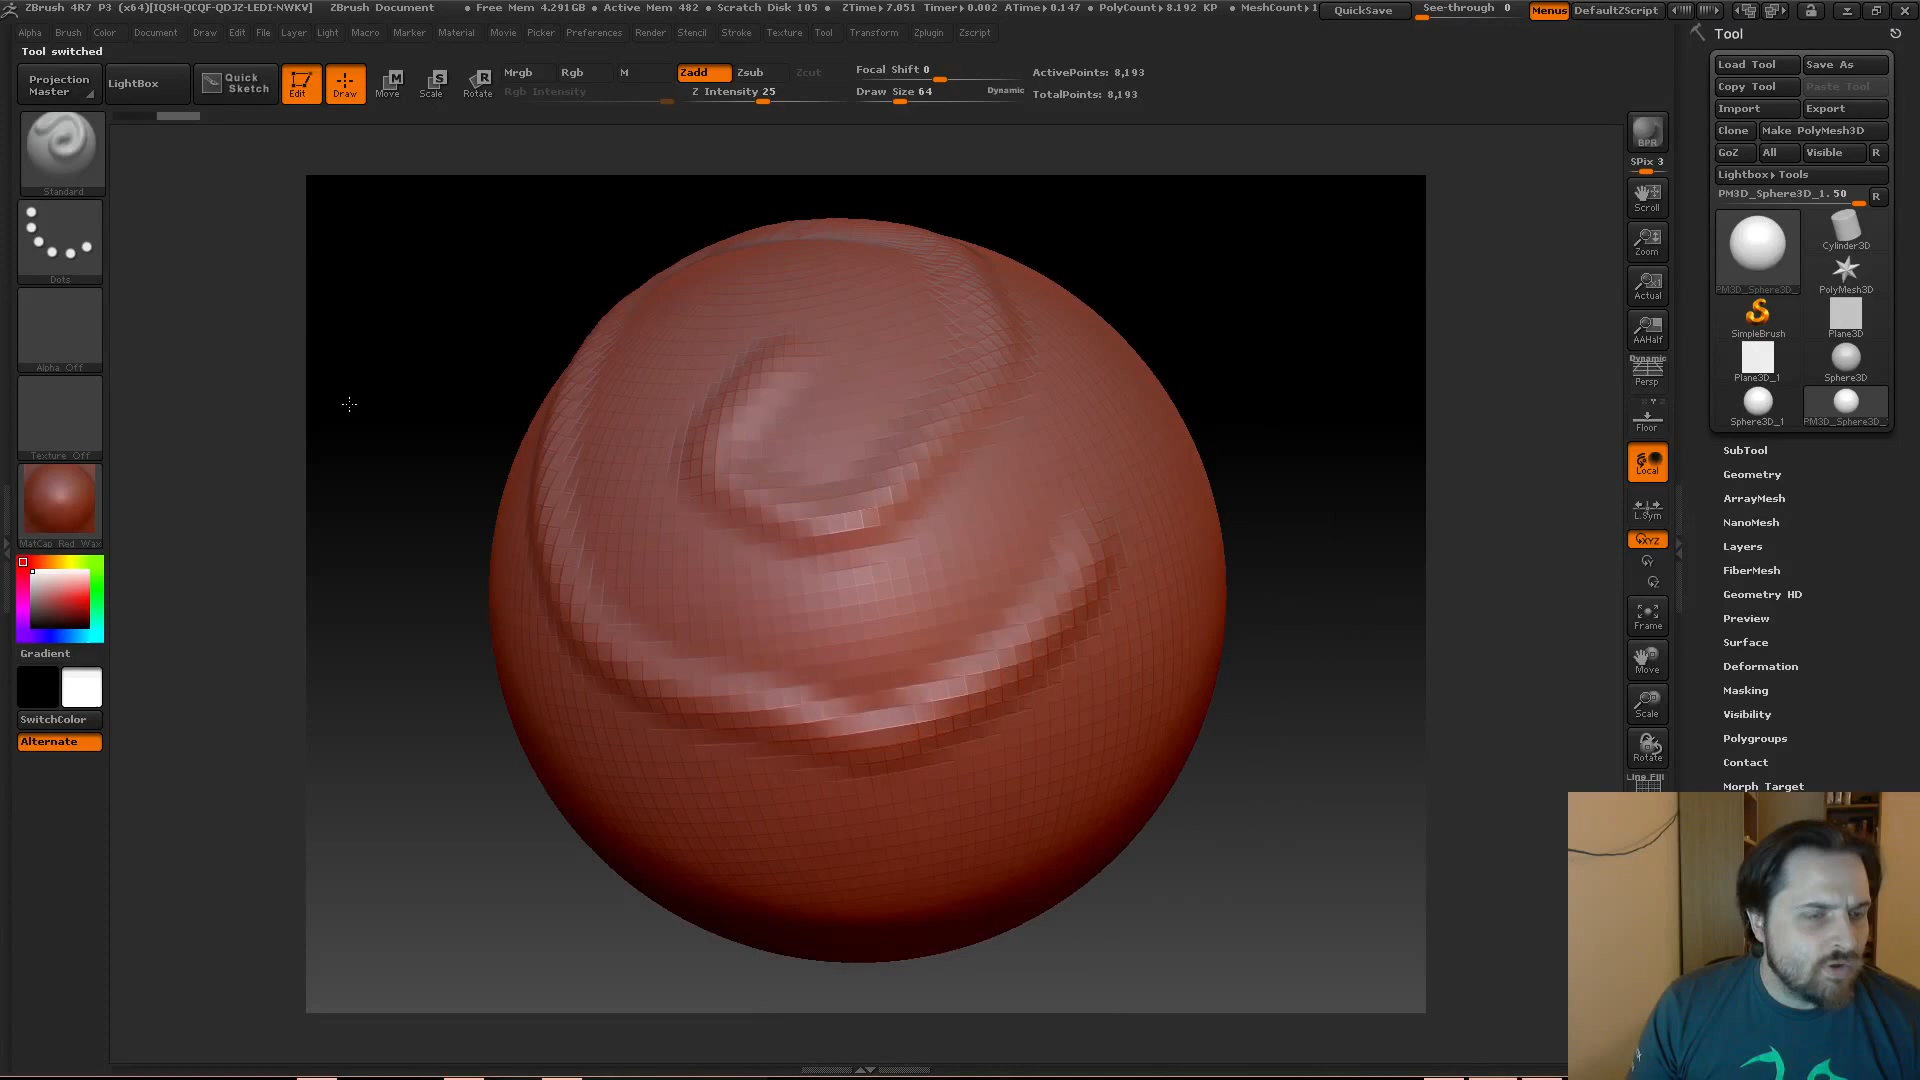 ZBrush 4R7 P3 (x64)[IQSH-QCQF-QDJZ-LEDI-NWKV] ZBrush Document • Free Mem 4.291GB • Active Mem 482 • Scratch Disk 105 • ZTime▸7.051 Timer▸0.002 ATime▸0.147 • PolyCount▸8.192 KP • MeshCount▸1 QuickSave See-through 0 Menus DefaultZScript
Alpha Brush Color Document Draw Edit File Layer Light Macro Marker Material Movie Picker Preferences Render Stencil Stroke Texture Tool Transform Zplugin Zscript
Tool switched
Projection Master
LightBox
Quick Sketch
Edit
Draw
Move
Scale
Rotate
Mrgb Rgb M Zadd Zsub Zcut
Rgb Intensity Z Intensity 25
Focal Shift 0
Draw Size 64 Dynamic
ActivePoints: 8,193
TotalPoints: 8,193
Standard
Dots
Alpha Off
Texture Off
MatCap Red Wax
Gradient
SwitchColor
Alternate
BPR
SPix 3
Scroll
Zoom
Actual
AAHalf
Dynamic
Persp
Floor
Local
L.Sym
XYZ
Y
Z
Frame
Move
Scale
Rotate
Line Fill
Tool
Load Tool Save As
Copy Tool Paste Tool
Import Export
Clone Make PolyMesh3D
GoZ All Visible R
Lightbox▸Tools
PM3D_Sphere3D_1. 50 R
PM3D_Sphere3D_
Cylinder3D
PolyMesh3D
SimpleBrush Plane3D
Plane3D_1 Sphere3D
Sphere3D_1 PM3D_Sphere3D_
SubTool
Geometry
ArrayMesh
NanoMesh
Layers
FiberMesh
Geometry HD
Preview
Surface
Deformation
Masking
Visibility
Polygroups
Contact
Morph Target